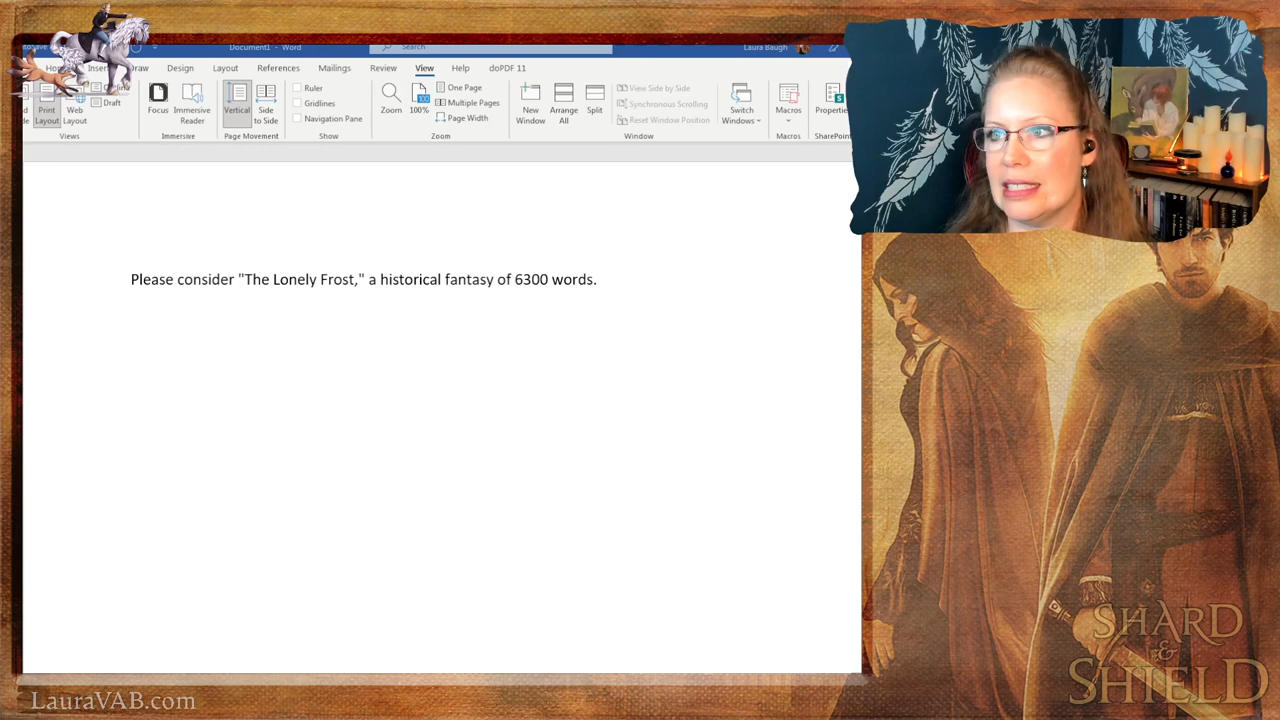 Document1 - Word
Search
Laura Baugh
Draw
Design
Layout
References
Mailings
Review
View
Help
doPDF 11
Print Layout
Web Layout
Draft
Views
Focus
Immersive Reader
Immersive
Vertical
Side to Side
Page Movement
Ruler
Gridlines
Navigation Pane
Show
Zoom
100
100%
One Page
Multiple Pages
Page Width
Zoom
New Window
Arrange All
Split
View Side by Side
Synchronous Scrolling
Reset Window Position
Window
Switch Windows
Macros
Macros
Properties
SharePoint
Please consider "The Lonely Frost," a historical fantasy of 6300 words.
SHARD
&
SHIELD
LauraVAB.com